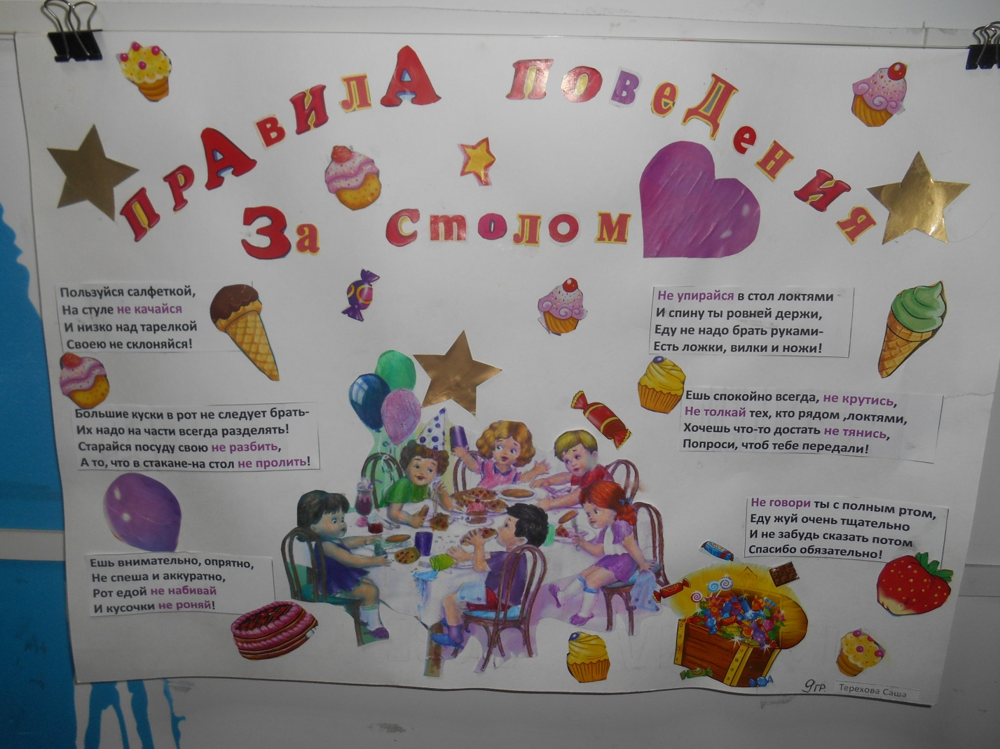 ПРАвилА повеДения
За столом
Пользуйся салфеткой,
На стуле не качайся
И низко над тарелкой
Своею не склоняйся!
Большие куски в рот не следует брать-
Их надо на части всегда разделять!
Старайся посуду свою не разбить,
А то, что в стакане-на стол не пролить!
Ешь внимательно, опрятно,
Не спеша и аккуратно,
Рот едой не набивай
И кусочки не роняй!
Не упирайся в стол локтями
И спину ты ровней держи,
Еду не надо брать руками-
Есть ложки, вилки и ножи!
Ешь спокойно всегда, не крутись,
Не толкай тех, кто рядом ,локтями,
Хочешь что-то достать не тянись,
Попроси, чтоб тебе передали!
Не говори ты с полным ртом,
Еду жуй очень тщательно
И не забудь сказать потом
Спасибо обязательно!
9гр. Терехова Саша